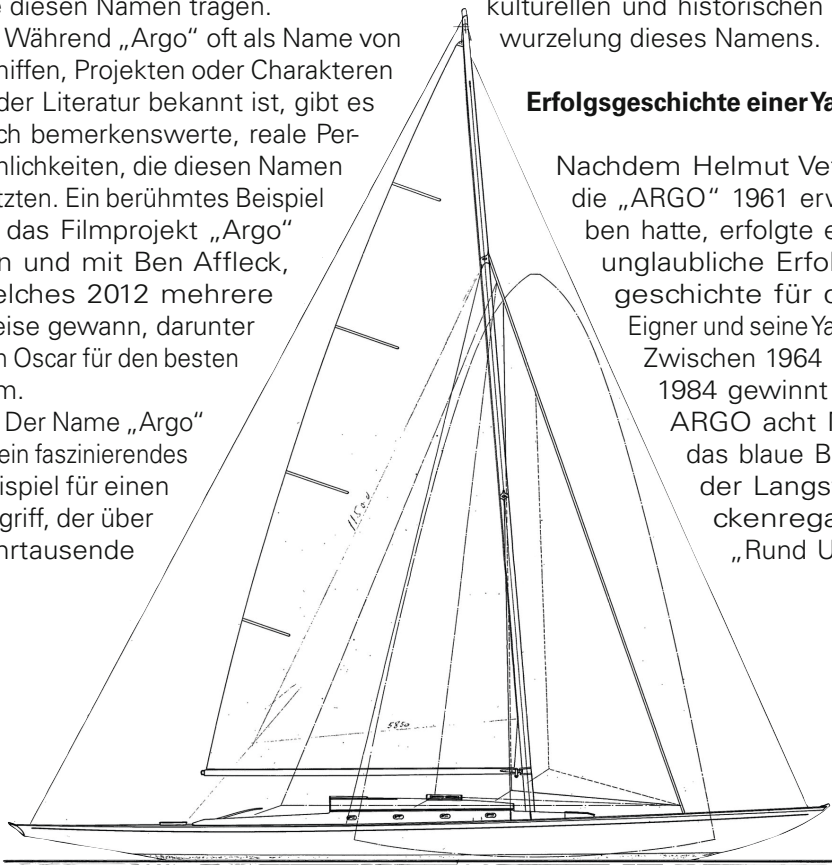 e diesen Namen tragen.
Während „Argo“ oft als Name von
hiffen, Projekten oder Charakteren
der Literatur bekannt ist, gibt es
ch bemerkenswerte, reale Per-
nlichkeiten, die diesen Namen
tzten. Ein berühmtes Beispiel
das Filmprojekt „Argo“
n und mit Ben Affleck,
elches 2012 mehrere
eise gewann, darunter
n Oscar für den besten
m.
Der Name „Argo“
ein faszinierendes
ispiel für einen
griff, der über
hrtausende
kulturellen und historischen
wurzelung dieses Namens.
Erfolgsgeschichte einer Ya
Nachdem Helmut Ve
die „ARGO“ 1961 erv
ben hatte, erfolgte e
unglaubliche Erfol
geschichte für d
Eigner und seine Ya
Zwischen 1964
1984 gewinnt
ARGO acht
das blaue B
der Langs
ckenrega
„Rund U
11500
5850